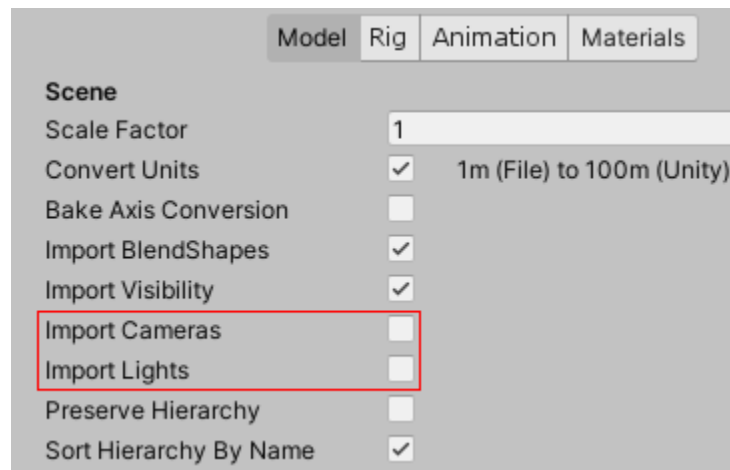 Model Rig Animation Materials
Scene
Scale Factor 1
Convert Units 1m (File) to 100m (Unity)
Bake Axis Conversion
Import BlendShapes
Import Visibility
Import Cameras
Import Lights
Preserve Hierarchy
Sort Hierarchy By Name